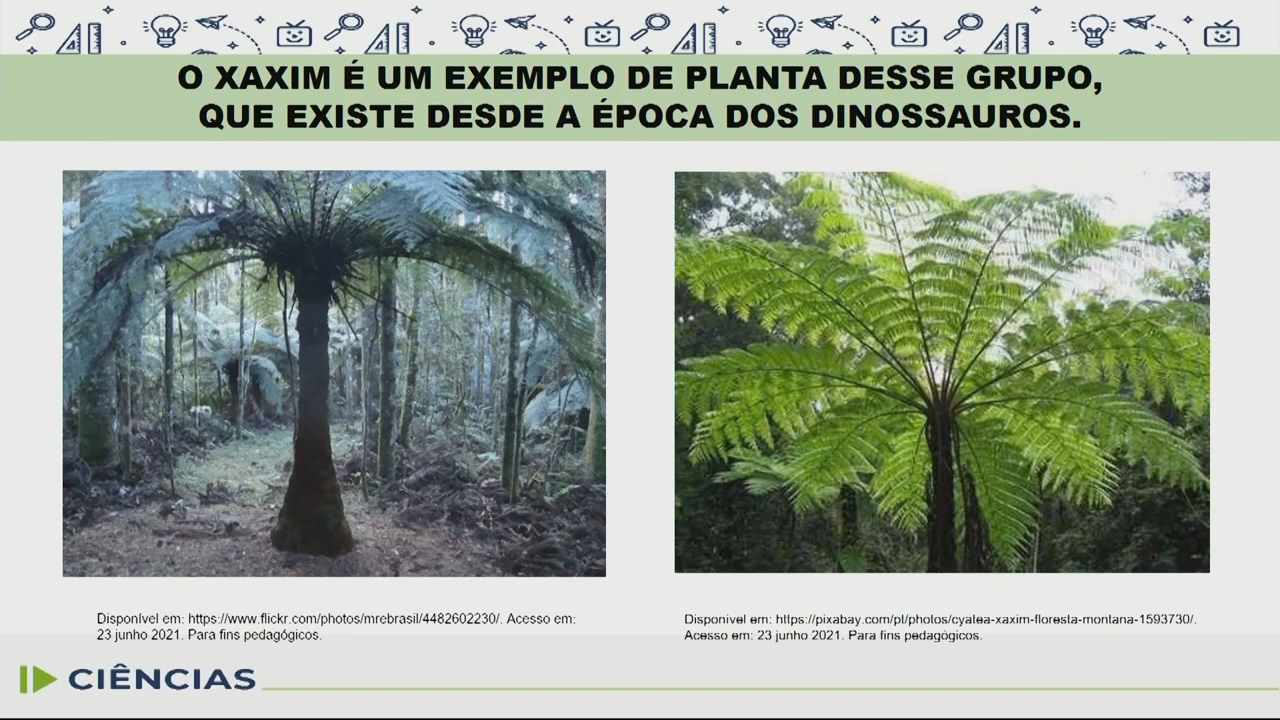 O XAXIM É UM EXEMPLO DE PLANTA DESSE GRUPO,
QUE EXISTE DESDE A ÉPOCA DOS DINOSSAUROS.
Disponível em: https://www.flickr.com/photos/mrebrasil/4482602230/. Acesso em:
23 junho 2021. Para fins pedagógicos.
Disponivel em: https://pixabay.com/pt/photos/cyatea-xaxim-floresta-montana-1593730/.
Acesso em: 23 junho 2021. Para fins pedagógicos.
CIÊNCIAS